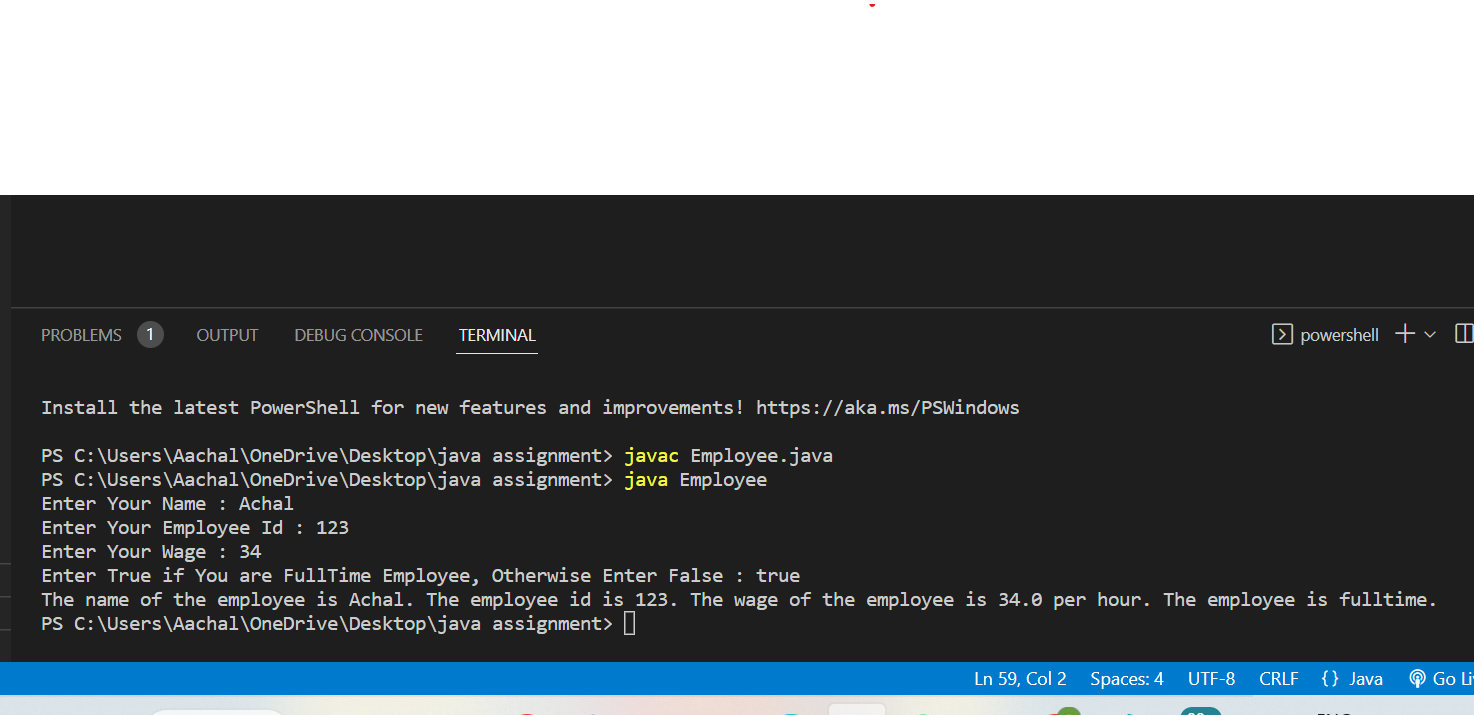 PROBLEMS 1 OUTPUT DEBUG CONSOLE TERMINAL powershell
Install the latest PowerShell for new features and improvements! https://aka.ms/PSWindows
PS C:\Users\Aachal\OneDrive\Desktop\java assignment> javac Employee.java
PS C:\Users\Aachal\OneDrive\Desktop\java assignment> java Employee
Enter Your Name : Achal
Enter Your Employee Id : 123
Enter Your Wage : 34
Enter True if You are FullTime Employee, Otherwise Enter False : true
The name of the employee is Achal. The employee id is 123. The wage of the employee is 34.0 per hour. The employee is fulltime.
PS C:\Users\Aachal\OneDrive\Desktop\java assignment>
Ln 59, Col 2 Spaces: 4 UTF-8 CRLF {} Java Go